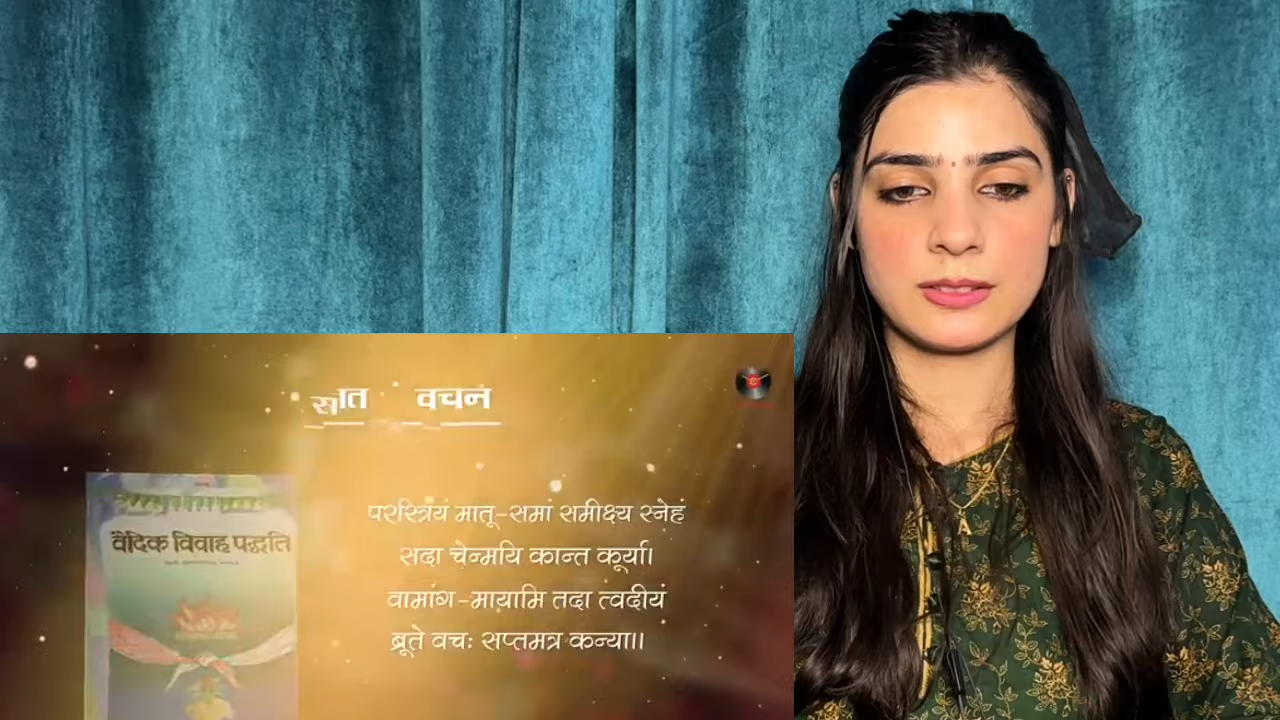 सात वचन
परस्त्रियं मातृ-समां समीक्ष्य स्नेहं
सदा चेन्मयि कान्त कूर्या।
वामांग-मायामि तदा त्वदीयं
ब्रूते वचः सप्तमत्र कन्या।।
वैदिक विवाह पद्धति
A